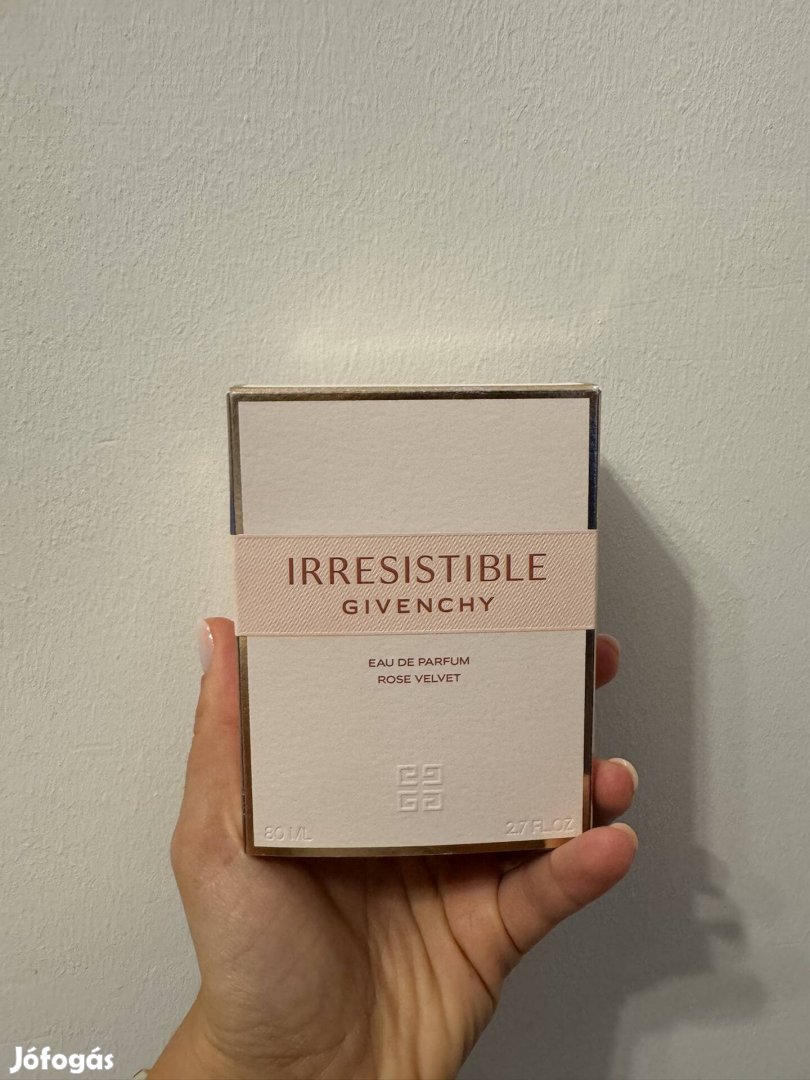 IRRESISTIBLE
GIVENCHY
EAU DE PARFUM
ROSE VELVET
80 ML 2.7 FL.OZ
Jófogás